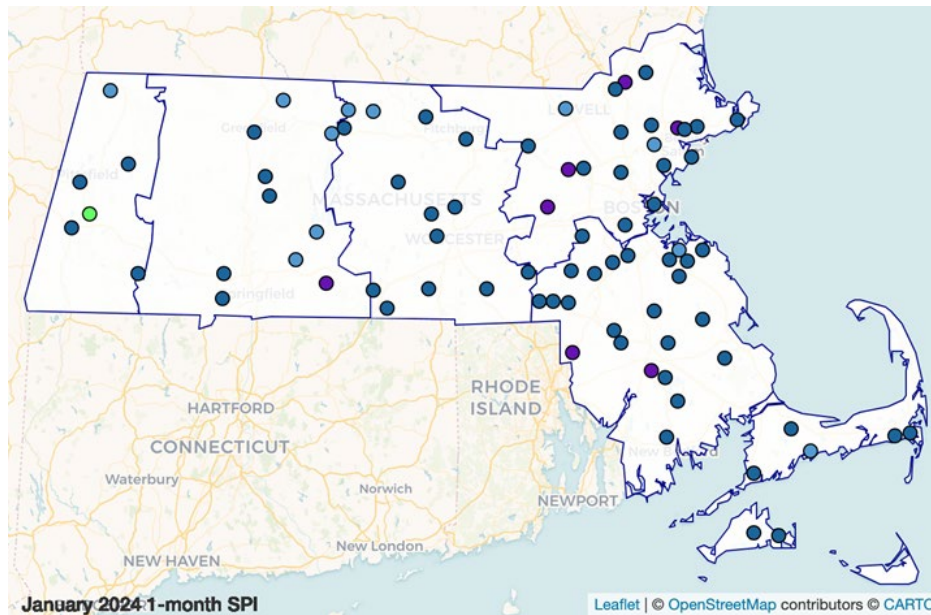 LOWELL
Greenfield
Fitchburg
Salem
Pittsfield
MASSACHUSETTS
BOSTON
WORCESTER
Springfield
RHODE
ISLAND
HARTFORD
CONNECTICUT
New Bedford
Waterbury
Norwich
NEWPORT
New London
NEW HAVEN
January 2024 1-month SPI
Leaflet | © OpenStreetMap contributors © CARTO